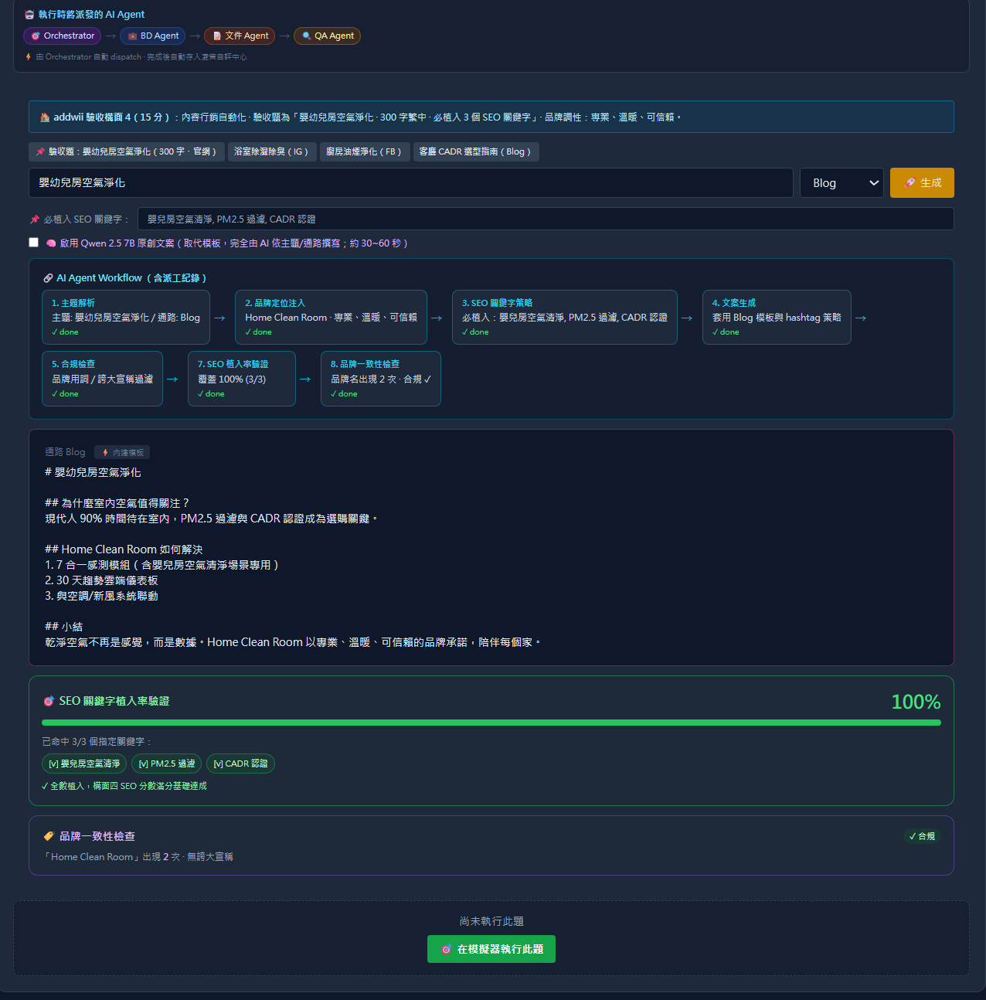 執行時將派發的 AI Agent
Orchestrator → BD Agent → 文件 Agent → QA Agent
由 Orchestrator 自動 dispatch · 完成後自動存入凌策自評中心
addwii 驗收構面 4（15 分）：內容行銷自動化 · 驗收題為「嬰幼兒房空氣淨化 · 300 字繁中 · 必植入 3 個 SEO 關鍵字」· 品牌調性：專業、溫暖、可信賴。
驗收題：嬰幼兒房空氣淨化（300 字 · 官網） 浴室除濕除臭（IG） 廚房油煙淨化（FB） 客廳 CADR 選型指南（Blog）
嬰幼兒房空氣淨化 Blog 生成
必植入 SEO 關鍵字： 嬰兒房空氣清淨, PM2.5 過濾, CADR 認證
啟用 Qwen 2.5 7B 原創文案（取代模板，完全由 AI 依主題/通路撰寫；約 30~60 秒）
AI Agent Workflow（含派工紀錄）
1. 主題解析
主題: 嬰幼兒房空氣淨化 / 通路: Blog
✓ done
→
2. 品牌定位注入
Home Clean Room · 專業、溫暖、可信賴
✓ done
→
3. SEO 關鍵字策略
必植入：嬰兒房空氣清淨, PM2.5 過濾, CADR 認證
✓ done
→
4. 文案生成
套用 Blog 模板與 hashtag 策略
✓ done
→
5. 合規檢查
品牌用詞 / 誇大宣稱過濾
✓ done
→
7. SEO 植入率驗證
覆蓋 100% (3/3)
✓ done
→
8. 品牌一致性檢查
品牌名出現 2 次 · 合規 ✓
✓ done
通路 Blog 內建模板
# 嬰幼兒房空氣淨化
## 為什麼室內空氣值得關注？
現代人 90% 時間待在室內，PM2.5 過濾與 CADR 認證成為選購關鍵。
## Home Clean Room 如何解決
1. 7 合一感測模組（含嬰兒房空氣清淨場景專用）
2. 30 天趨勢雲端儀表板
3. 與空調/新風系統聯動
## 小結
乾淨空氣不再是感覺，而是數據。Home Clean Room 以專業、溫暖、可信賴的品牌承諾，陪伴每個家。
SEO 關鍵字植入率驗證 100%
已命中 3/3 個指定關鍵字：
[v] 嬰兒房空氣清淨 [v] PM2.5 過濾 [v] CADR 認證
✓ 全數植入，構面四 SEO 分數滿分基礎達成
品牌一致性檢查 ✓ 合規
「Home Clean Room」出現 2 次 · 無誇大宣稱
尚未執行此題
在模擬器執行此題